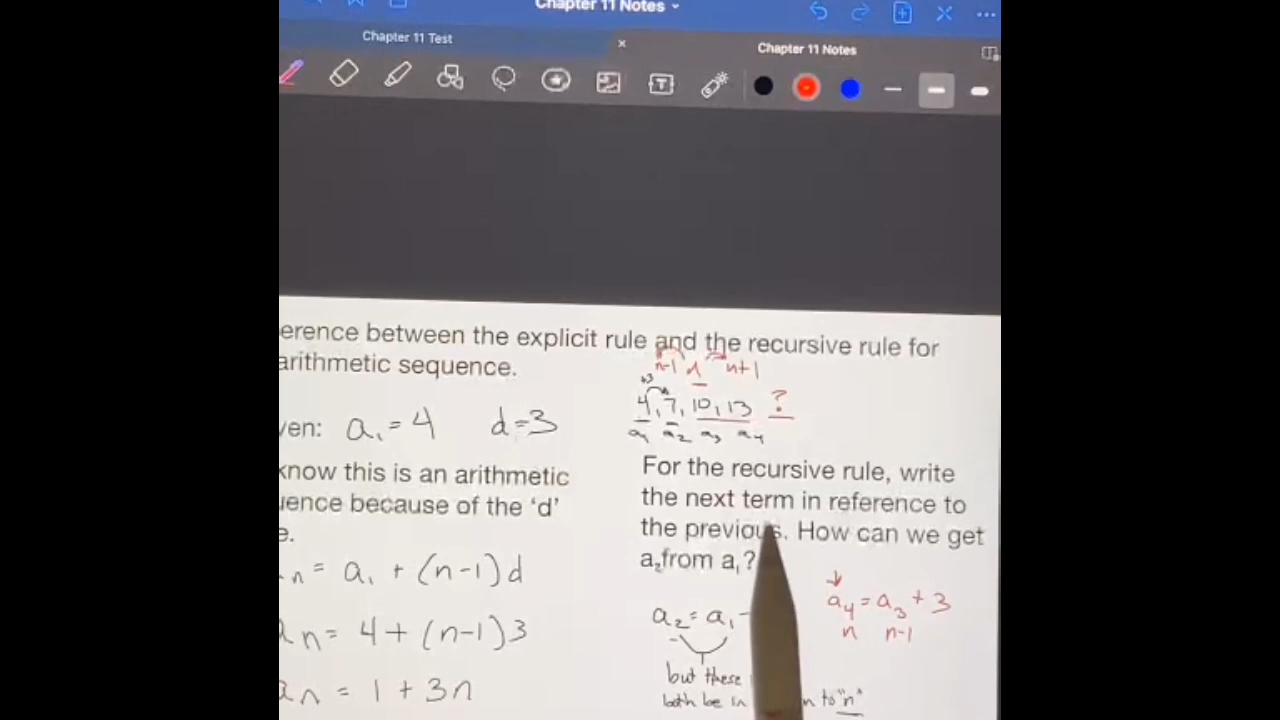 Chapter 11 Notes
Chapter 11 Test
Chapter 11 Notes
erence between the explicit rule and the recursive rule for
arithmetic sequence.
n-1 n n+1
+3
4, 7, 10, 13 ?
a₁ a₂ a₃ a₄
ven: a₁ = 4 d=3
know this is an arithmetic
uence because of the 'd'
e.
n = a₁ + (n-1)d
an = 4+(n-1)3
an = 1 + 3n
For the recursive rule, write
the next term in reference to
the previous. How can we get
a₂ from a₁?
a₂ = a₁
a₄ = a₃ + 3
n n-1
but these
both be in to "n"